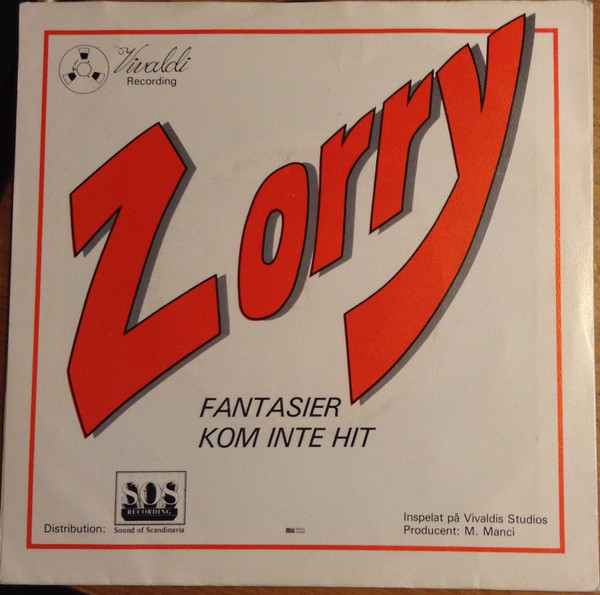 Vivaldi
Recording
Zorry
FANTASIER
KOM INTE HIT
SOS
RECORDING
Distribution: Sound of Scandinavia
Inspelat på Vivaldis Studios
Producent: M. Manci